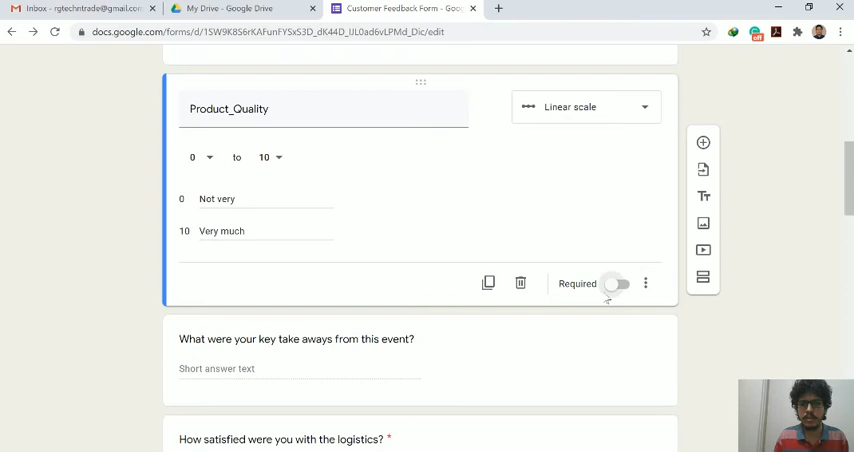 Inbox - rgtechntrade@gmail.com
My Drive - Google Drive
Customer Feedback Form - Goo
docs.google.com/forms/d/
off
Product_Quality
Linear scale
0 to 10
0 Not very
10 Very much
Required
What were your key take aways from this event?
Short answer text
How satisfied were you with the logistics? *